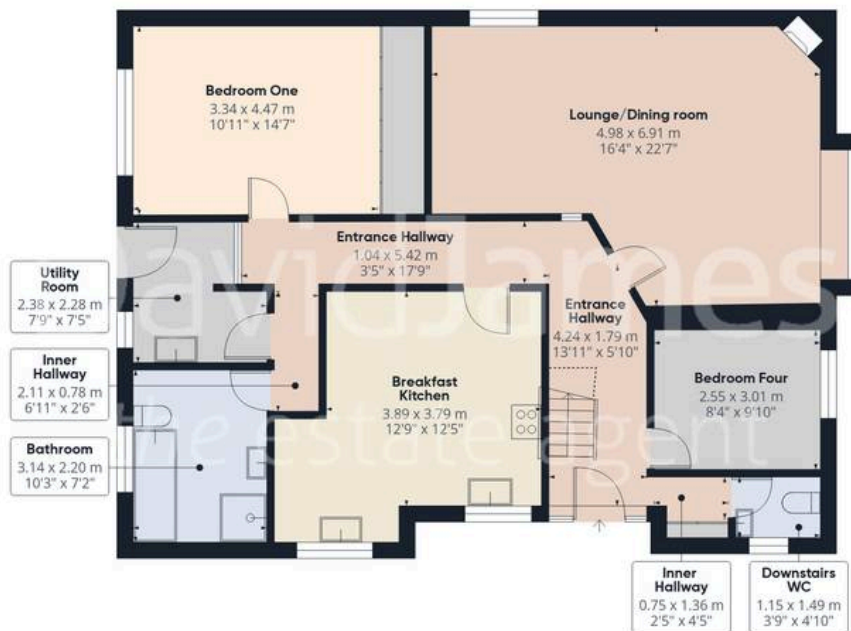 Bedroom One
3.34 x 4.47 m
10'11" x 14'7"
Lounge/Dining room
4.98 x 6.91 m
16'4" x 22'7"
Entrance Hallway
1.04 x 5.42 m
3'5" x 17'9"
Utility
Room
2.38 x 2.28 m
7'9" x 7'5"
Entrance
Hallway
4.24 x 1.79 m
13'11" x 5'10"
Inner
Hallway
2.11 x 0.78 m
6'11" x 2'6"
Breakfast
Kitchen
3.89 x 3.79 m
12'9" x 12'5"
Bedroom Four
2.55 x 3.01 m
8'4" x 9'10"
Bathroom
3.14 x 2.20 m
10'3" x 7'2"
Inner
Hallway
0.75 x 1.36 m
2'5" x 4'5"
Downstairs
WC
1.15 x 1.49 m
3'9" x 4'10"
David James
the estate agent